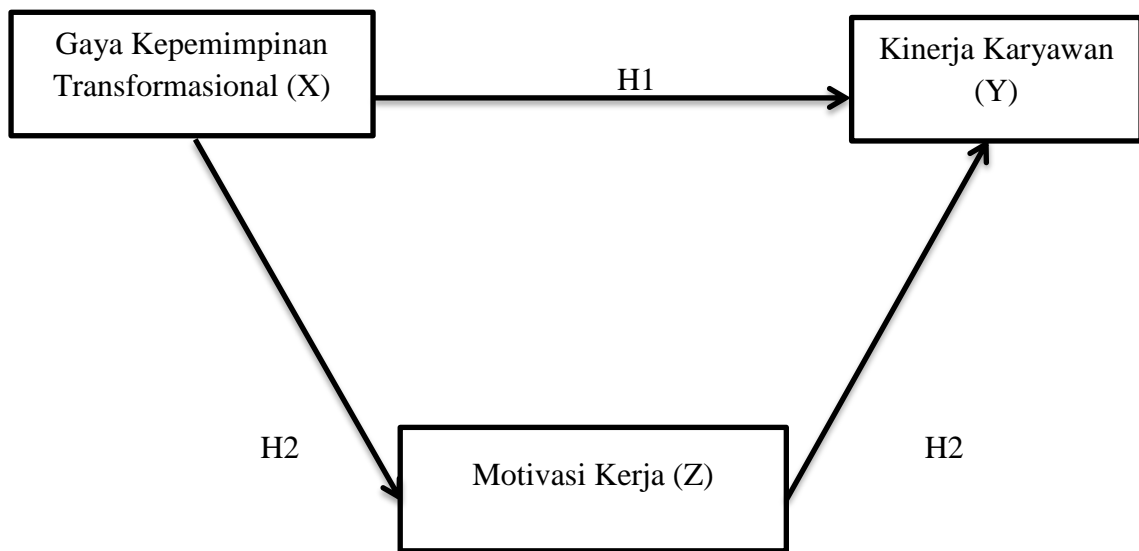 Gaya Kepemimpinan
Transformasional (X)
H1
Kinerja Karyawan
(Y)
H2
H2
Motivasi Kerja (Z)